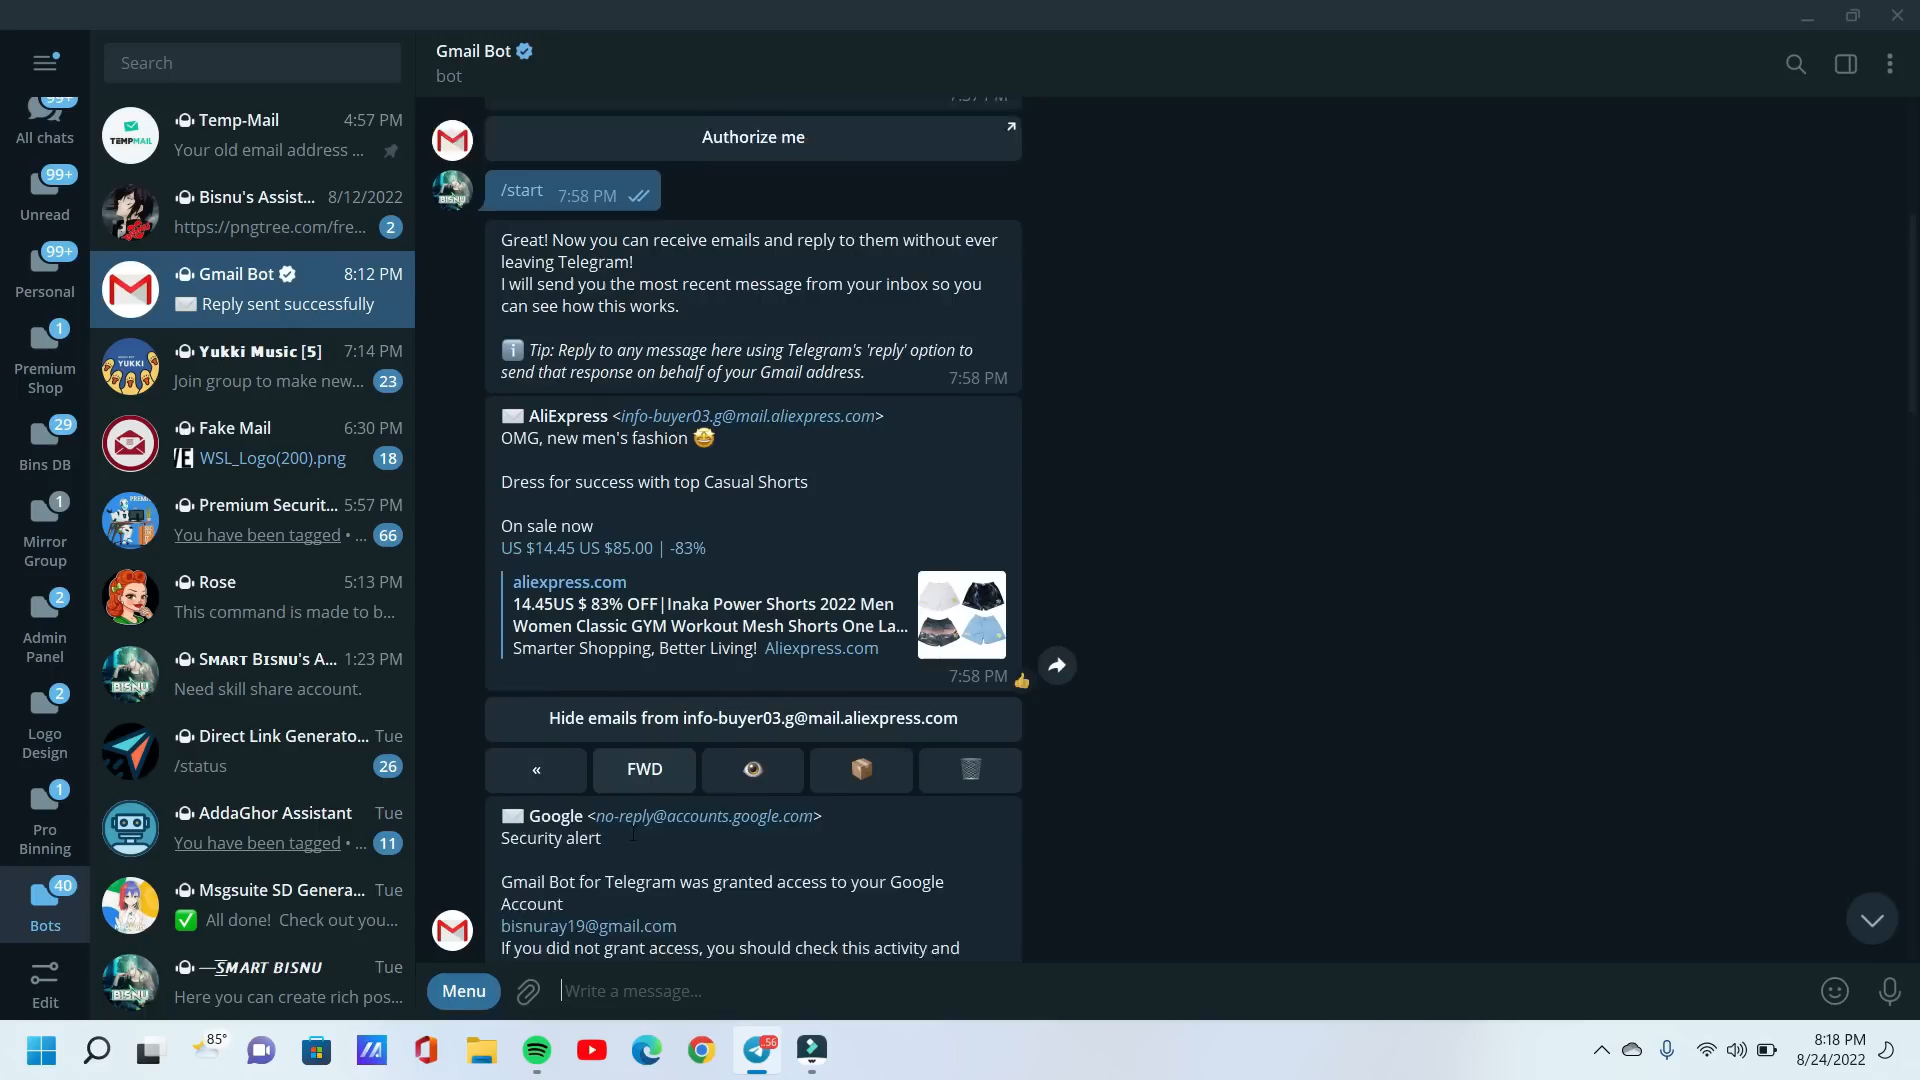 Search
99+
All chats
99+
Unread
99+
Personal
1
Premium
Shop
29
Bins DB
1
Mirror
Group
2
Admin
Panel
2
Logo
Design
1
Pro
Binning
40
Bots
Edit
TEMPMAIL
Temp-Mail 4:57 PM
Your old email address ...
Bisnu's Assist... 8/12/2022
https://pngtree.com/fre... 2
Gmail Bot 8:12 PM
Reply sent successfully
YUKKI
Yukki Music [5] 7:14 PM
Join group to make new... 23
Fake Mail 6:30 PM
WSL_Logo(200).png 18
Premium Securit... 5:57 PM
You have been tagged • ... 66
Rose 5:13 PM
This command is made to b...
BISNU
Smart Bisnu's A... 1:23 PM
Need skill share account.
Direct Link Generato... Tue
/status 26
AddaGhor Assistant Tue
You have been tagged • ... 11
Msgsuite SD Genera... Tue
All done! Check out you...
BISNU
—SMART BISNU Tue
Here you can create rich pos...
Gmail Bot
bot
7:57 PM
Authorize me
BISNU
/start 7:58 PM
Great! Now you can receive emails and reply to them without ever
leaving Telegram!
I will send you the most recent message from your inbox so you
can see how this works.
Tip: Reply to any message here using Telegram's 'reply' option to
send that response on behalf of your Gmail address. 7:58 PM
AliExpress <info-buyer03.g@mail.aliexpress.com>
OMG, new men's fashion 🤩
Dress for success with top Casual Shorts
On sale now
US $14.45 US $85.00 | -83%
aliexpress.com
14.45US $ 83% OFF|Inaka Power Shorts 2022 Men
Women Classic GYM Workout Mesh Shorts One La...
Smarter Shopping, Better Living! Aliexpress.com
7:58 PM 👍
Hide emails from info-buyer03.g@mail.aliexpress.com
« FWD
Google <no-reply@accounts.google.com>
Security alert
Gmail Bot for Telegram was granted access to your Google
Account
bisnuray19@gmail.com
If you did not grant access, you should check this activity and
Menu Write a message...
85°
56
8:18 PM
8/24/2022